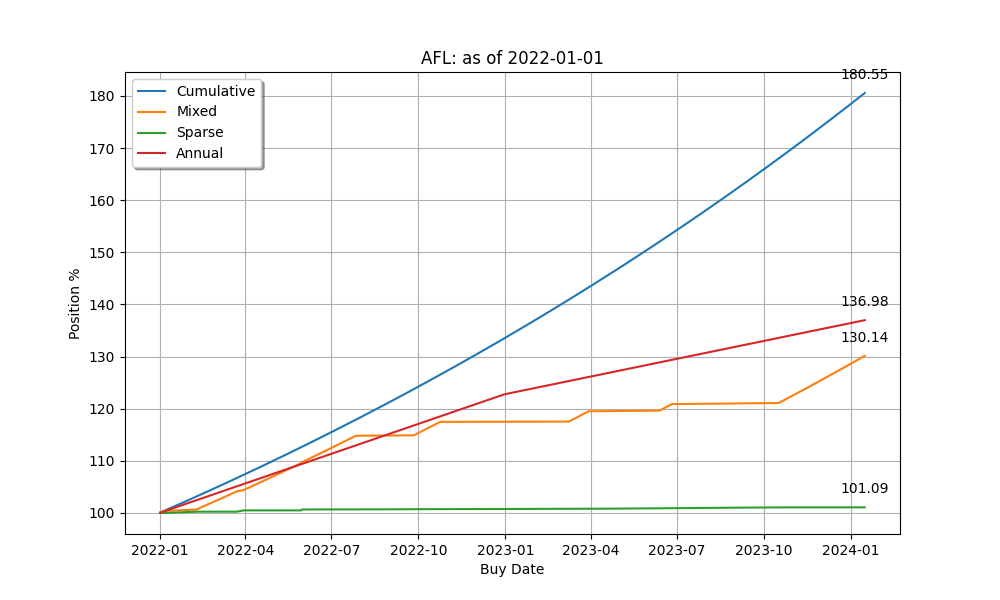 AFL: as of 2022-01-01
Cumulative
Mixed
Sparse
Annual
180.55
136.98
130.14
101.09
180
170
160
150
140
130
120
110
100
Position %
2022-01 2022-04 2022-07 2022-10 2023-01 2023-04 2023-07 2023-10 2024-01
Buy Date